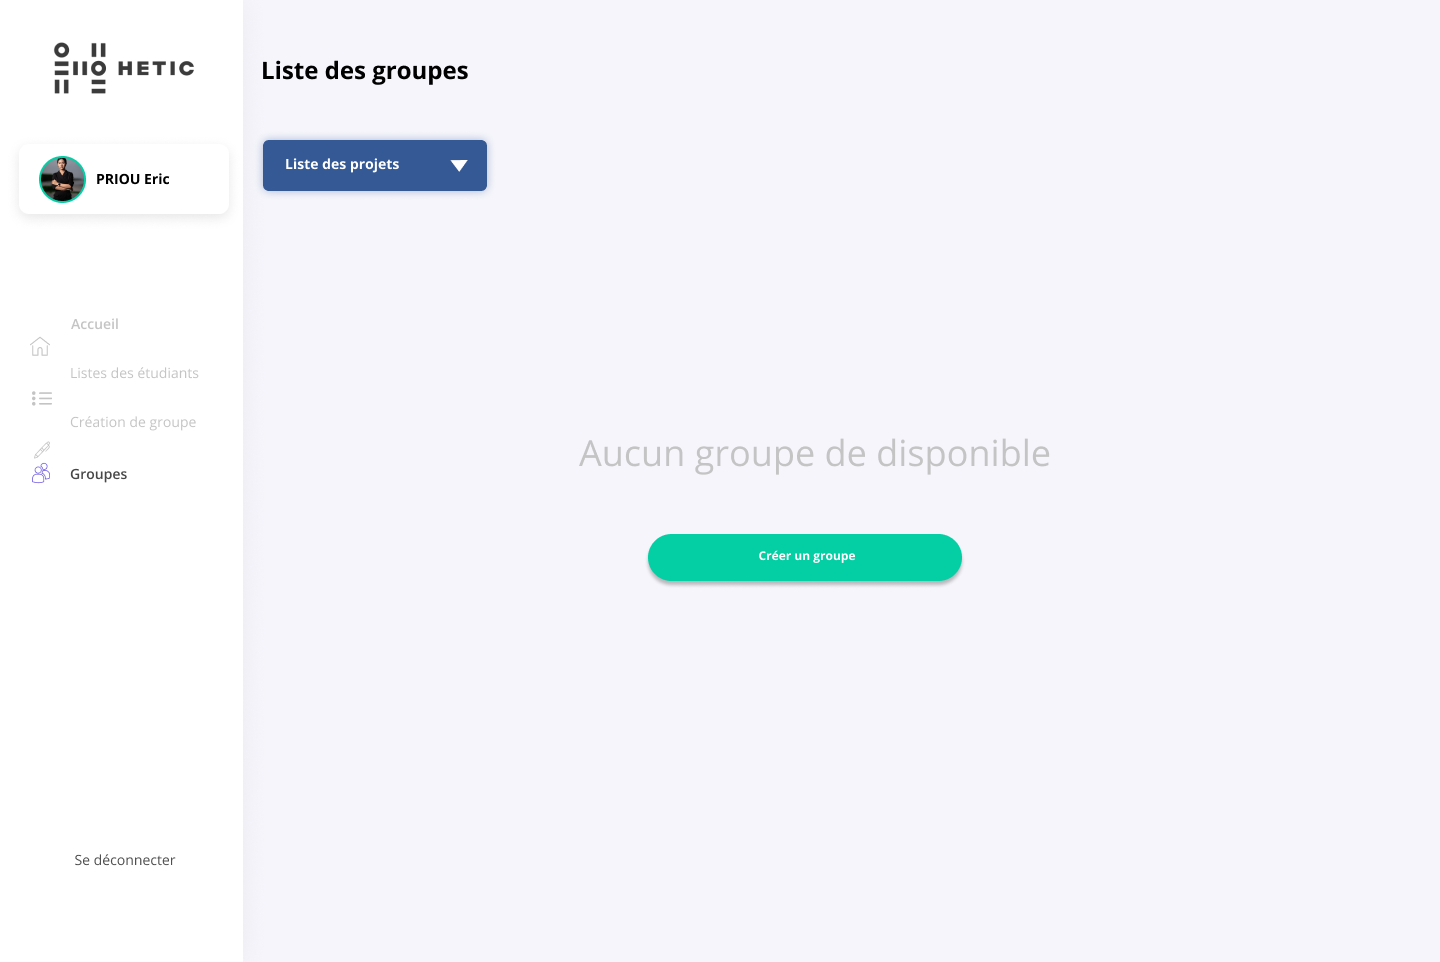 HETIC
PRIOU Eric
Accueil
Listes des étudiants
Création de groupe
Groupes
Se déconnecter
Liste des groupes
Liste des projets
Aucun groupe de disponible
Créer un groupe